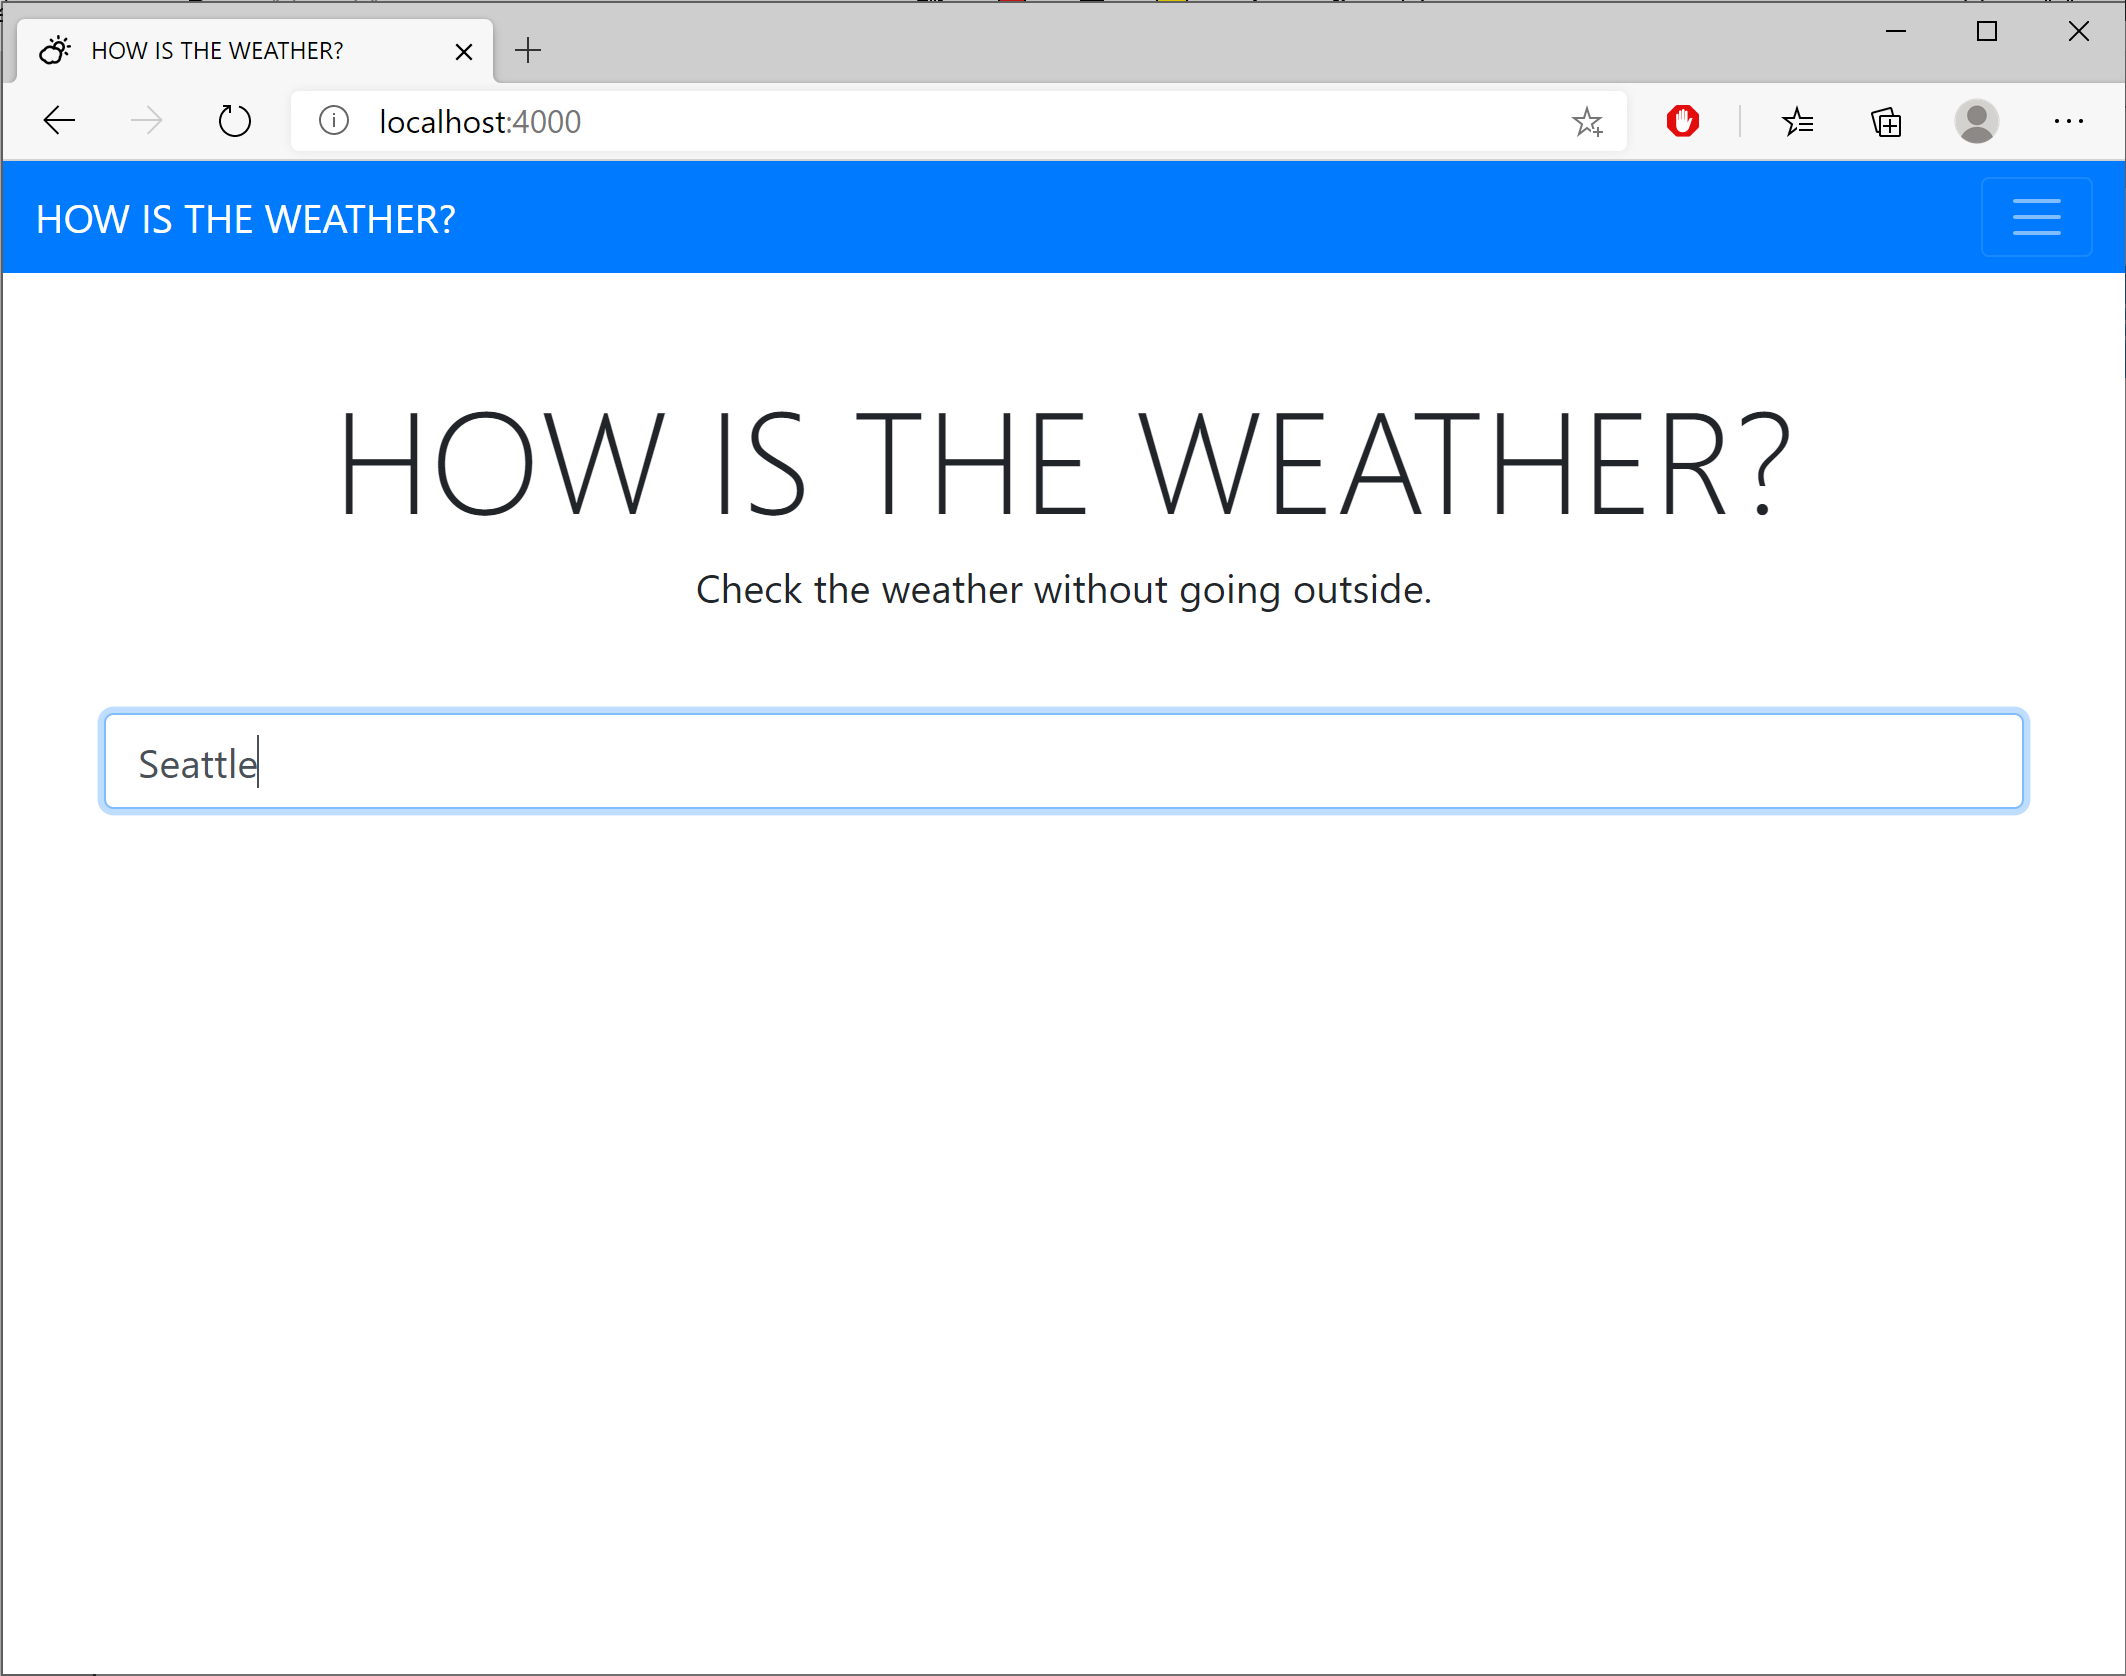 HOW IS THE WEATHER?
localhost:4000
HOW IS THE WEATHER?
HOW IS THE WEATHER?
Check the weather without going outside.
Seattle